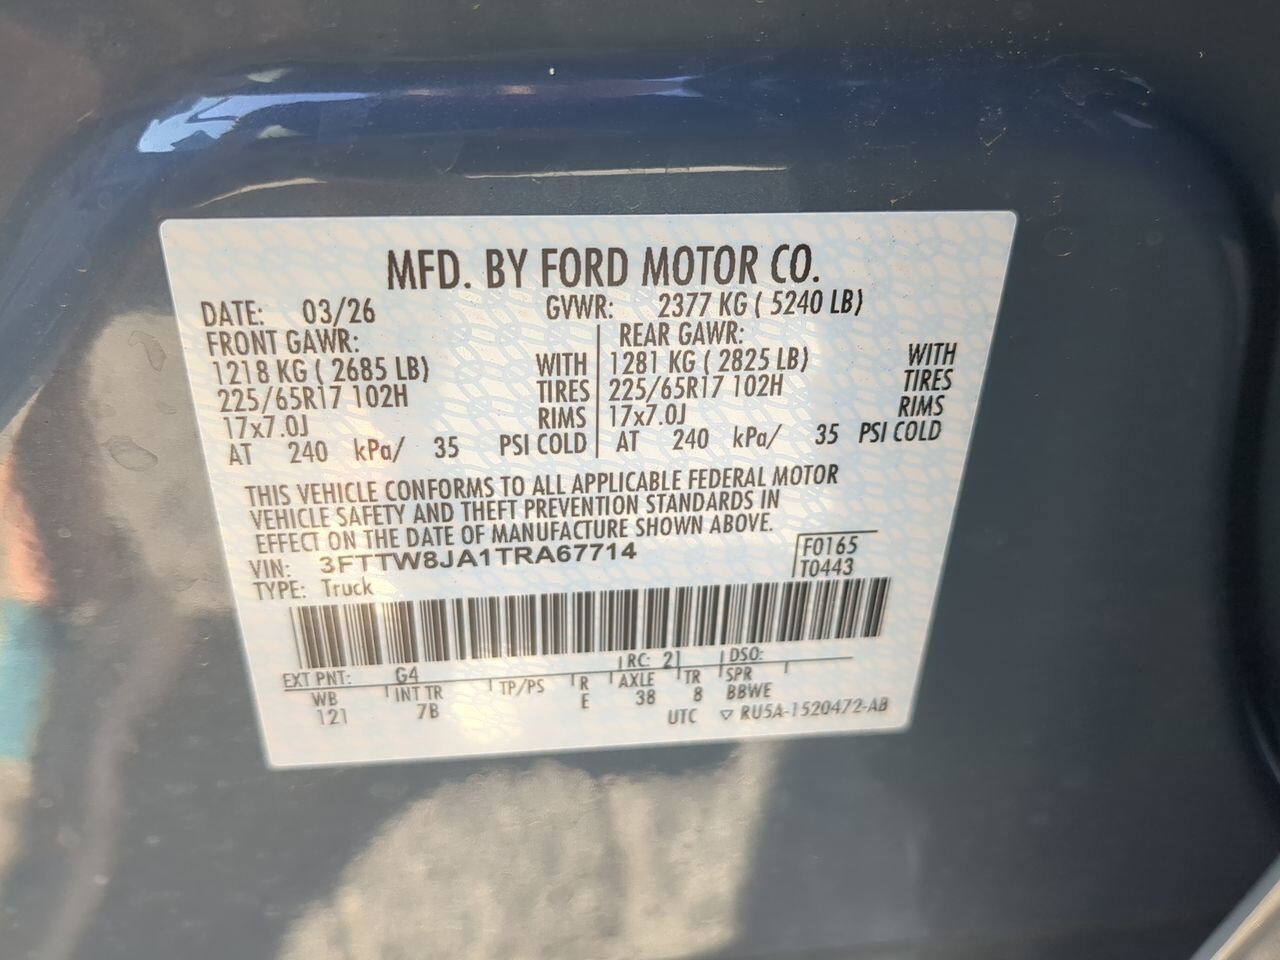 MFD. BY FORD MOTOR CO.
DATE: 03/26 GVWR: 2377 KG ( 5240 LB)
FRONT GAWR: REAR GAWR:
1218 KG ( 2685 LB) WITH 1281 KG ( 2825 LB) WITH
225/65R17 102H TIRES 225/65R17 102H TIRES
17x7.0J RIMS 17x7.0J RIMS
AT 240 kPa/ 35 PSI COLD AT 240 kPa/ 35 PSI COLD
THIS VEHICLE CONFORMS TO ALL APPLICABLE FEDERAL MOTOR
VEHICLE SAFETY AND THEFT PREVENTION STANDARDS IN
EFFECT ON THE DATE OF MANUFACTURE SHOWN ABOVE.
VIN: 3FTTW8JA1TRA67714 F0165
TYPE: Truck T0443
EXT PNT: G4 RC: 21 DSO:
WB INT TR TP/PS R AXLE TR SPR
121 7B E 38 8 BBWE
UTC ▽ RU5A-1520472-AB